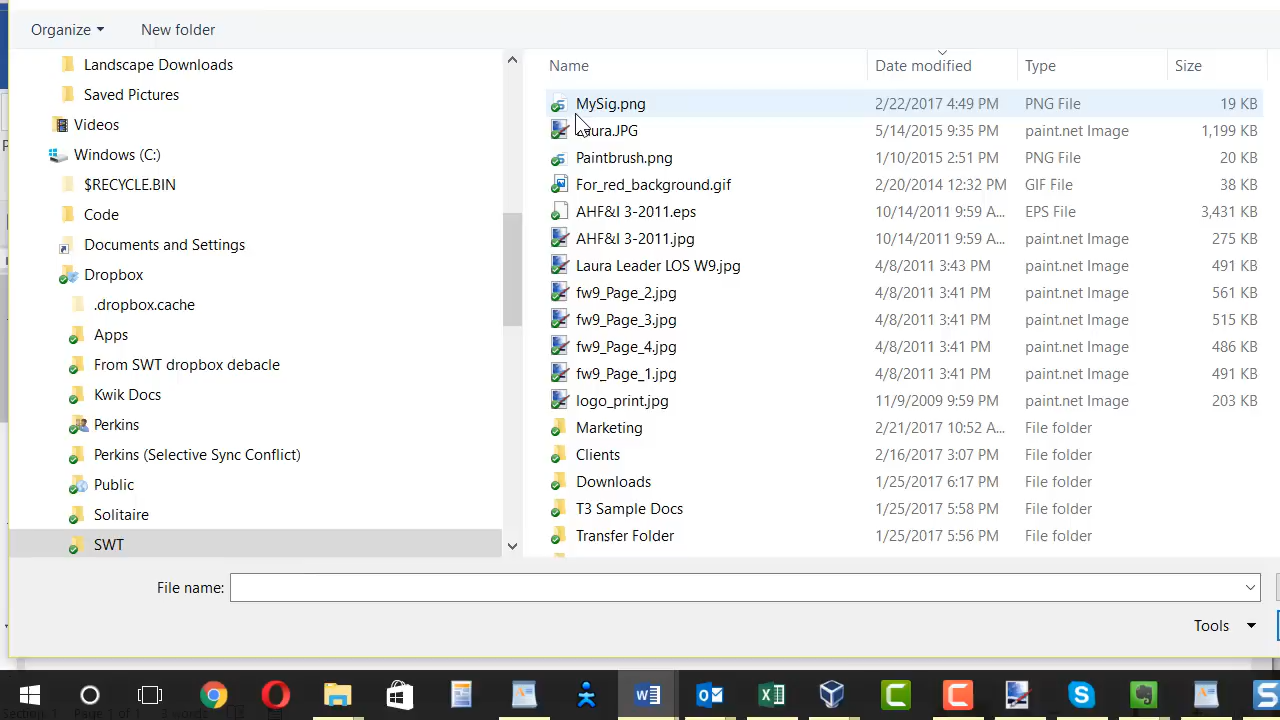 Organize New folder
Landscape Downloads
Saved Pictures
Videos
Windows (C:)
$RECYCLE.BIN
Code
Documents and Settings
Dropbox
.dropbox.cache
Apps
From SWT dropbox debacle
Kwik Docs
Perkins
Perkins (Selective Sync Conflict)
Public
Solitaire
SWT
Name Date modified Type Size
MySig.png 2/22/2017 4:49 PM PNG File 19 KB
Laura.JPG 5/14/2015 9:35 PM paint.net Image 1,199 KB
Paintbrush.png 1/10/2015 2:51 PM PNG File 20 KB
For_red_background.gif 2/20/2014 12:32 PM GIF File 38 KB
AHF&I 3-2011.eps 10/14/2011 9:59 A... EPS File 3,431 KB
AHF&I 3-2011.jpg 10/14/2011 9:59 A... paint.net Image 275 KB
Laura Leader LOS W9.jpg 4/8/2011 3:43 PM paint.net Image 491 KB
fw9_Page_2.jpg 4/8/2011 3:41 PM paint.net Image 561 KB
fw9_Page_3.jpg 4/8/2011 3:41 PM paint.net Image 515 KB
fw9_Page_4.jpg 4/8/2011 3:41 PM paint.net Image 486 KB
fw9_Page_1.jpg 4/8/2011 3:41 PM paint.net Image 491 KB
logo_print.jpg 11/9/2009 9:59 PM paint.net Image 203 KB
Marketing 2/21/2017 10:52 A... File folder
Clients 2/16/2017 3:07 PM File folder
Downloads 1/25/2017 6:17 PM File folder
T3 Sample Docs 1/25/2017 5:58 PM File folder
Transfer Folder 1/25/2017 5:56 PM File folder
File name:
Tools